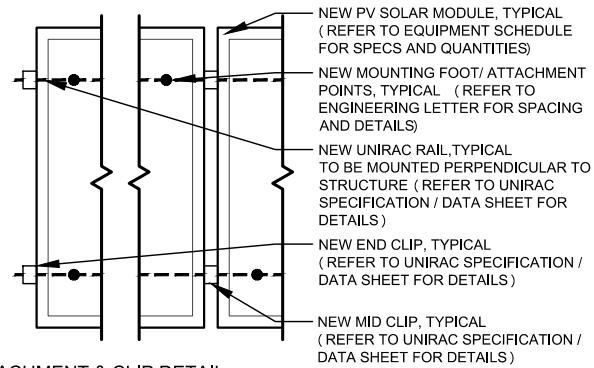 NEW PV SOLAR MODULE, TYPICAL
( REFER TO EQUIPMENT SCHEDULE
FOR SPECS AND QUANTITIES)
NEW MOUNTING FOOT/ ATTACHMENT
POINTS, TYPICAL ( REFER TO
ENGINEERING LETTER FOR SPACING
AND DETAILS)
NEW UNIRAC RAIL,TYPICAL
TO BE MOUNTED PERPENDICULAR TO
STRUCTURE ( REFER TO UNIRAC
SPECIFICATION / DATA SHEET FOR
DETAILS )
NEW END CLIP, TYPICAL
( REFER TO UNIRAC SPECIFICATION /
DATA SHEET FOR DETAILS )
NEW MID CLIP, TYPICAL
( REFER TO UNIRAC SPECIFICATION /
DATA SHEET FOR DETAILS )
& CLIP DETAIL